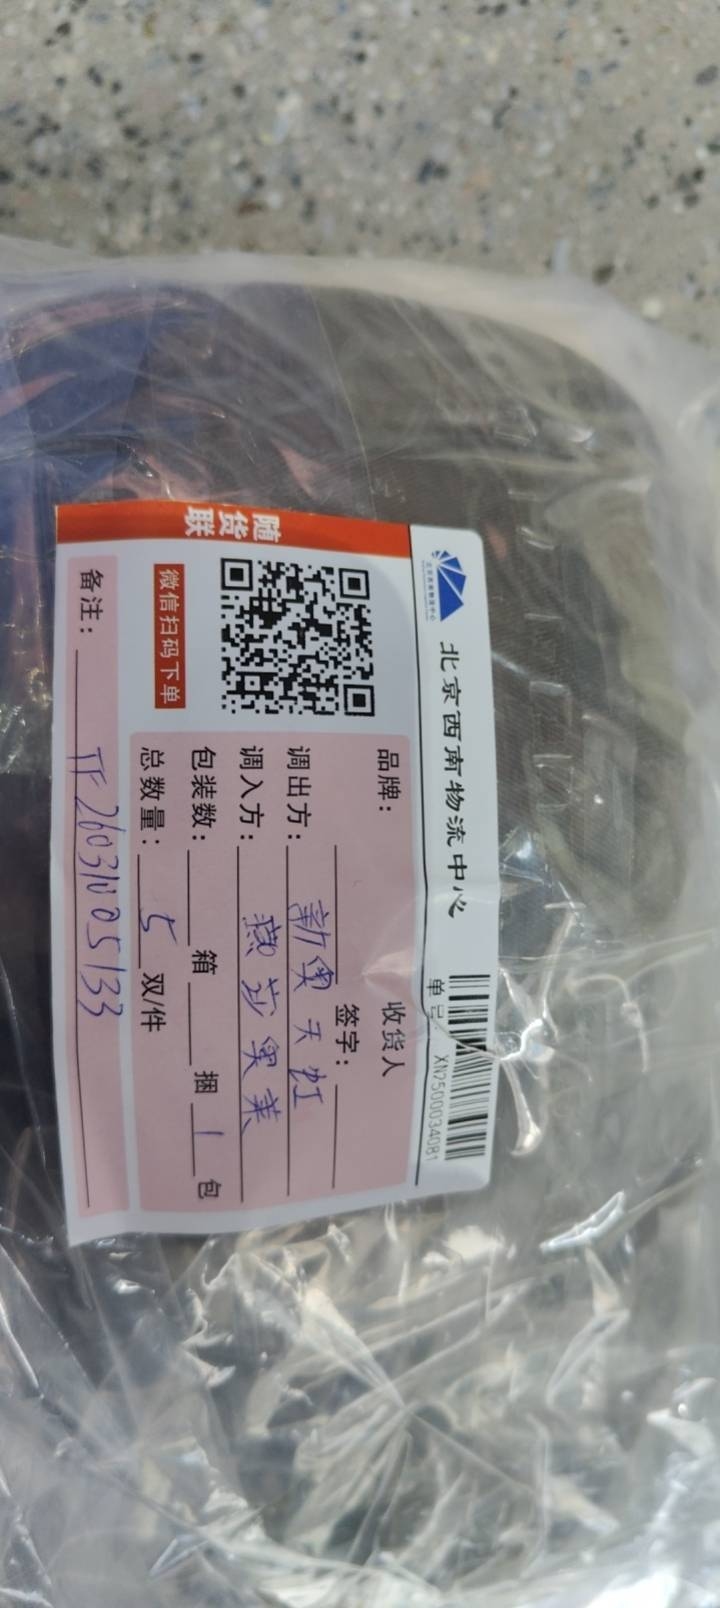 北京西南物流中心
单号 XN2500034081
随货联
微信扫码下单
品牌：
收货人
签字：
调出方：新奥天虹
调入方：燕莎奥莱
包装数： 箱 捆 1 包
总数量：5 双/件
备注：TF2603N05133